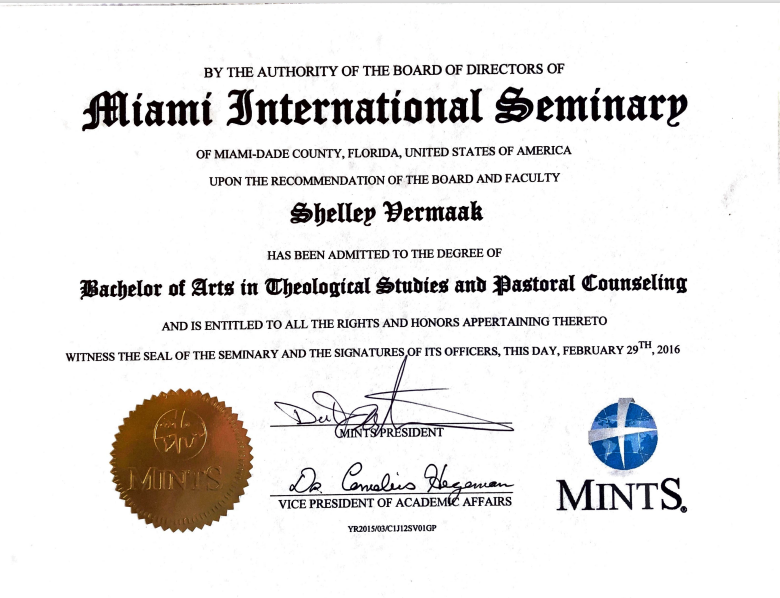 BY THE AUTHORITY OF THE BOARD OF DIRECTORS OF
Miami International Seminary
OF MIAMI-DADE COUNTY, FLORIDA, UNITED STATES OF AMERICA
UPON THE RECOMMENDATION OF THE BOARD AND FACULTY
Shelley Vermaak
HAS BEEN ADMITTED TO THE DEGREE OF
Bachelor of Arts in Theological Studies and Pastoral Counseling
AND IS ENTITLED TO ALL THE RIGHTS AND HONORS APPERTAINING THERETO
WITNESS THE SEAL OF THE SEMINARY AND THE SIGNATURES OF ITS OFFICERS, THIS DAY, FEBRUARY 29TH, 2016
MINTS PRESIDENT
MINTS
Dr. Cornelius Hegeman
VICE PRESIDENT OF ACADEMIC AFFAIRS
MINTS®
YR2015/03/C1J12SV01GP